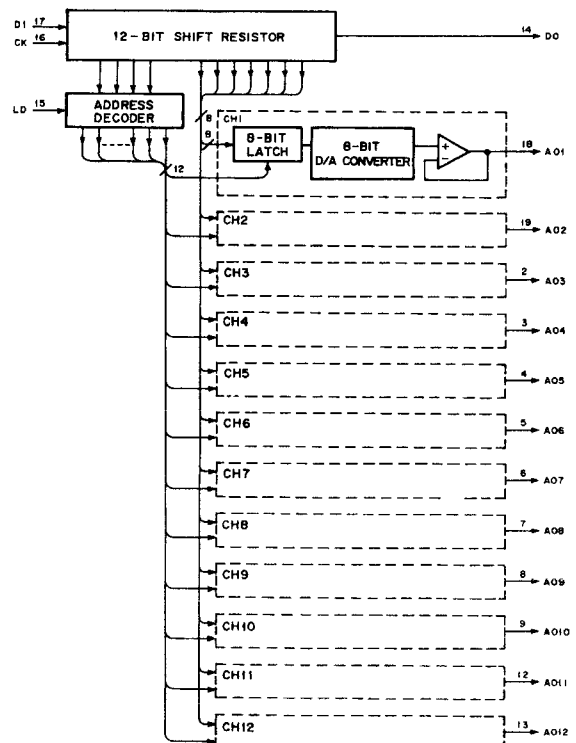 DI 17
CK 16
12-BIT SHIFT RESISTOR
14 DO
LD 15
ADDRESS DECODER
8
8
12
CH1
8-BIT LATCH
8-BIT D/A CONVERTER
+
−
18 AO1
CH2
19 AO2
CH3
2 AO3
CH4
3 AO4
CH5
4 AO5
CH6
5 AO6
CH7
6 AO7
CH8
7 AO8
CH9
8 AO9
CH10
9 AO10
CH11
12 AO11
CH12
13 AO12